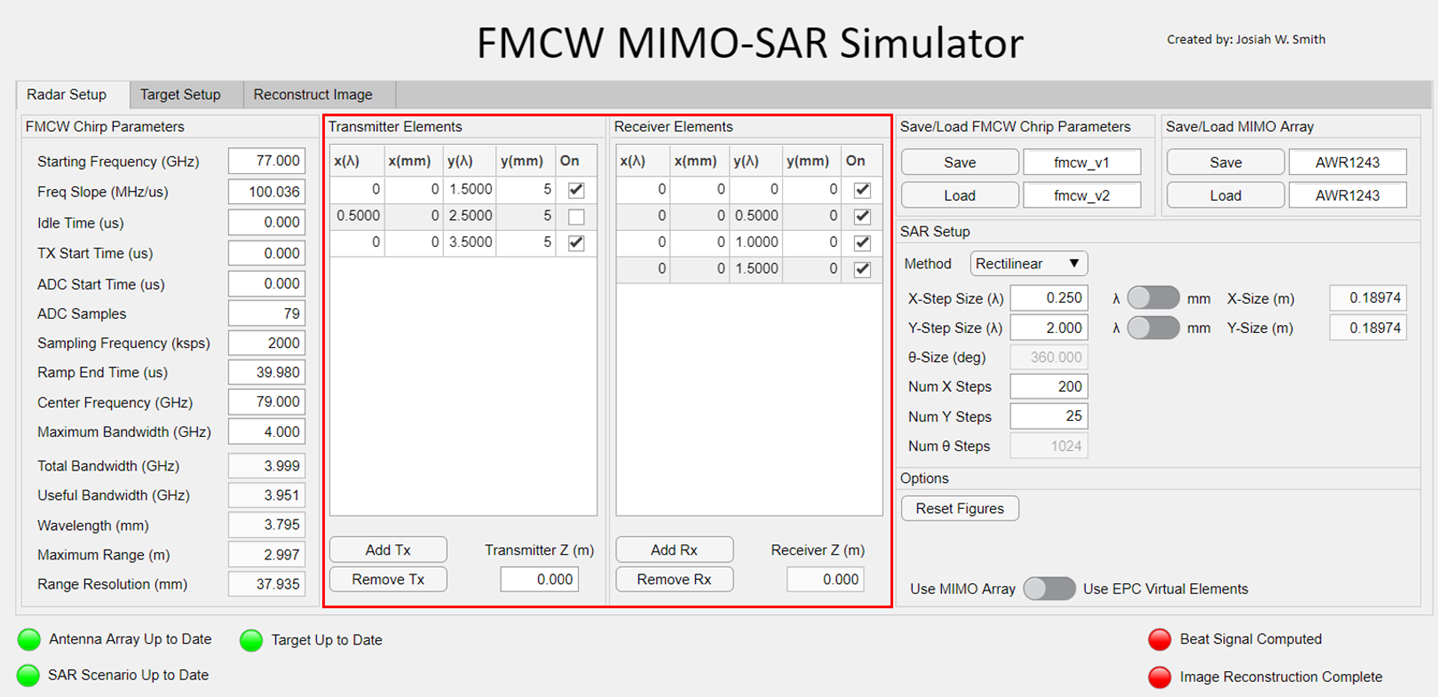 FMCW MIMO-SAR Simulator
Created by: Josiah W. Smith
Radar Setup Target Setup Reconstruct Image
FMCW Chirp Parameters
Starting Frequency (GHz) 77.000
Freq Slope (MHz/us) 100.036
Idle Time (us) 0.000
TX Start Time (us) 0.000
ADC Start Time (us) 0.000
ADC Samples 79
Sampling Frequency (ksps) 2000
Ramp End Time (us) 39.980
Center Frequency (GHz) 79.000
Maximum Bandwidth (GHz) 4.000
Total Bandwidth (GHz) 3.999
Useful Bandwidth (GHz) 3.951
Wavelength (mm) 3.795
Maximum Range (m) 2.997
Range Resolution (mm) 37.935
Transmitter Elements
x(λ) x(mm) y(λ) y(mm) On
0 0 1.5000 5
0.5000 0 2.5000 5
0 0 3.5000 5
Add Tx Transmitter Z (m)
Remove Tx 0.000
Receiver Elements
x(λ) x(mm) y(λ) y(mm) On
0 0 0 0
0 0 0.5000 0
0 0 1.0000 0
0 0 1.5000 0
Add Rx Receiver Z (m)
Remove Rx 0.000
Save/Load FMCW Chrip Parameters
Save fmcw_v1
Load fmcw_v2
Save/Load MIMO Array
Save AWR1243
Load AWR1243
SAR Setup
Method Rectilinear
X-Step Size (λ) 0.250 λ mm X-Size (m) 0.18974
Y-Step Size (λ) 2.000 λ mm Y-Size (m) 0.18974
θ-Size (deg) 360.000
Num X Steps 200
Num Y Steps 25
Num θ Steps 1024
Options
Reset Figures
Use MIMO Array Use EPC Virtual Elements
Antenna Array Up to Date Target Up to Date
SAR Scenario Up to Date
Beat Signal Computed
Image Reconstruction Complete